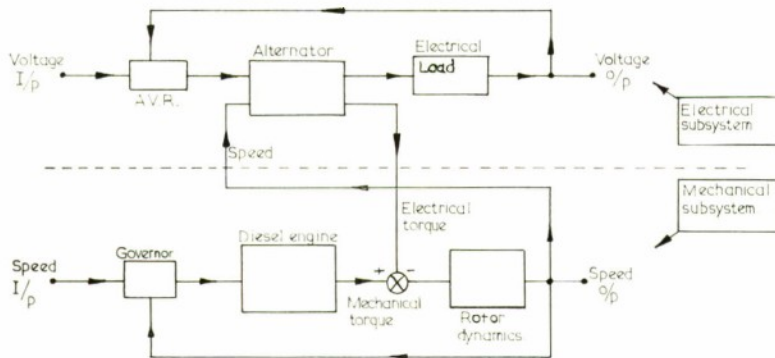 Voltage
I/p
A.V.R.
Alternator
Electrical
Load
Voltage
o/p
Electrical
subsystem
Speed
Mechanical
subsystem
Electrical
torque
Speed
I/p
Governor
Diesel engine
+
-
Mechanical
torque
Rotor
dynamics
Speed
o/p